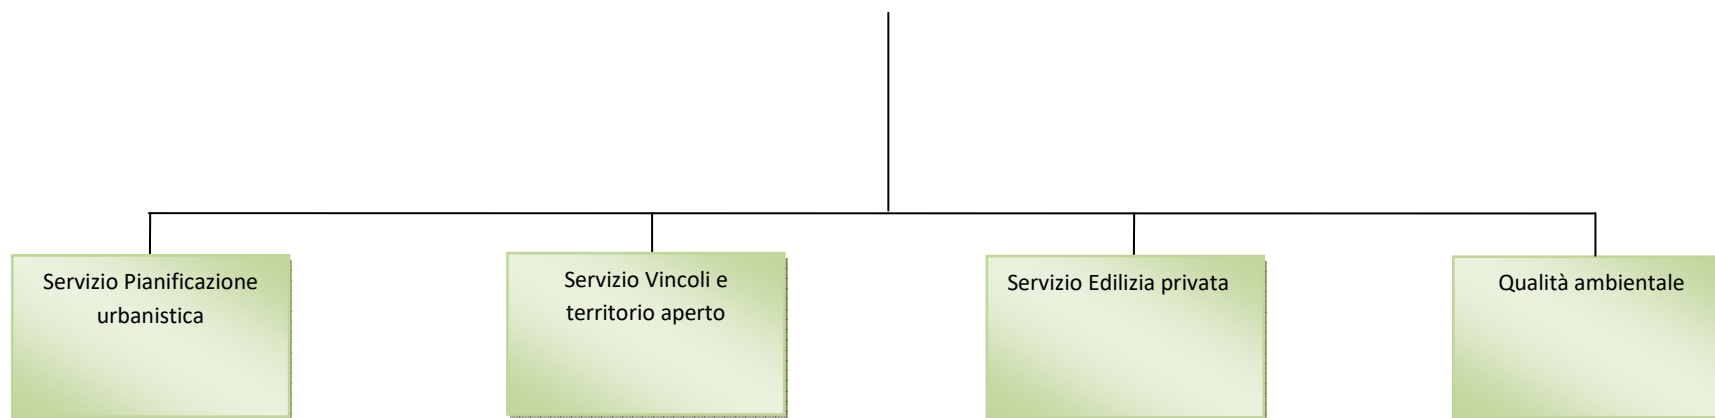 Servizio Pianificazione
urbanistica
Servizio Vincoli e
territorio aperto
Servizio Edilizia privata
Qualità ambientale